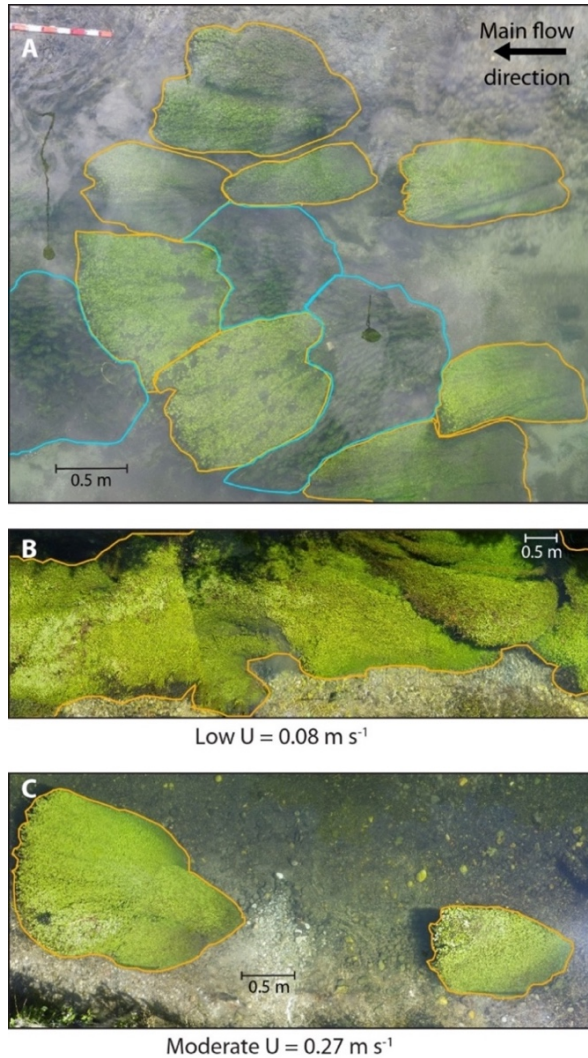 A
Main flow
direction
0.5 m
B
0.5 m
Low U = 0.08 m s⁻¹
C
0.5 m
Moderate U = 0.27 m s⁻¹